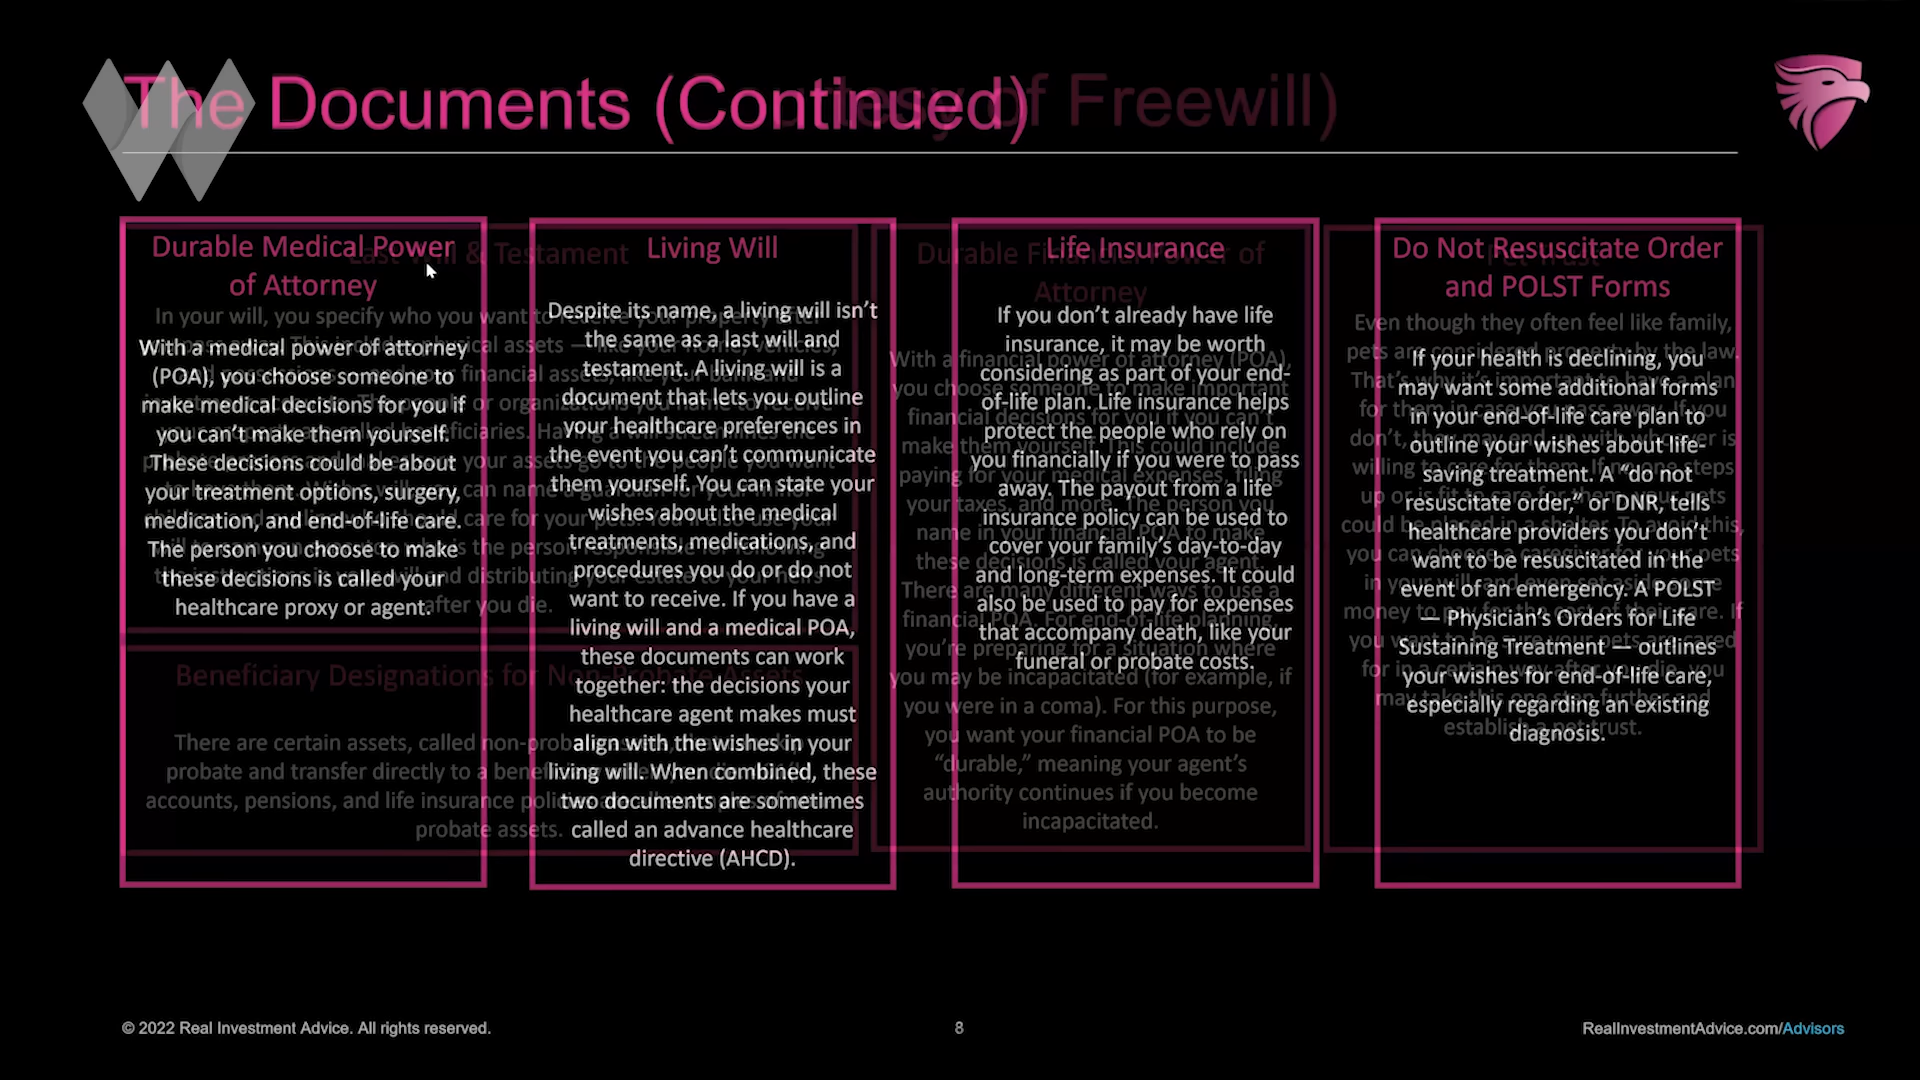 The Documents (Continued)
of Freewill)
Durable Medical Power
of Attorney
With a medical power of attorney
(POA), you choose someone to
make medical decisions for you if
you can’t make them yourself.
These decisions could be about
your treatment options, surgery,
medication, and end-of-life care.
The person you choose to make
these decisions is called your
healthcare proxy or agent.
Living Will
Despite its name, a living will isn’t
the same as a last will and
testament. A living will is a
document that lets you outline
your healthcare preferences in
the event you can’t communicate
them yourself. You can state your
wishes about the medical
treatments, medications, and
procedures you do or do not
want to receive. If you have a
living will and a medical POA,
these documents can work
together: the decisions your
healthcare agent makes must
align with the wishes in your
living will. When combined, these
two documents are sometimes
called an advance healthcare
directive (AHCD).
Life Insurance
If you don’t already have life
insurance, it may be worth
considering as part of your end-
of-life plan. Life insurance helps
protect the people who rely on
you financially if you were to pass
away. The payout from a life
insurance policy can be used to
cover your family’s day-to-day
and long-term expenses. It could
also be used to pay for expenses
that accompany death, like your
funeral or probate costs.
Do Not Resuscitate Order
and POLST Forms
If your health is declining, you
may want some additional forms
in your end-of-life care plan to
outline your wishes about life-
saving treatment. A “do not
resuscitate order,” or DNR, tells
healthcare providers you don’t
want to be resuscitated in the
event of an emergency. A POLST
— Physician’s Orders for Life
Sustaining Treatment — outlines
your wishes for end-of-life care,
especially regarding an existing
diagnosis.
& Testament
after you die.
Beneficiary Designations for Non-Probate Assets
There are certain assets, called
probate and transfer directly to a
accounts, pensions, and life insurance
probate assets.
Durable Financial Power of
Attorney
With a financial power of attorney (POA),
you choose someone to make important
financial decisions for you if you can’t
make them yourself. This could include
paying for your medical expenses, filing
your taxes, and more. The person you
name in your financial POA to make
these decisions is called your agent.
There are many different ways to use a
financial POA. For end-of-life planning,
you’re preparing for a situation where
you may be incapacitated (for example, if
you were in a coma). For this purpose,
you want your financial POA to be
“durable,” meaning your agent’s
authority continues if you become
incapacitated.
Even though they often feel like family,
pets are considered property by the law.
establish a pet trust.
© 2022 Real Investment Advice. All rights reserved.
8
RealInvestmentAdvice.com/Advisors